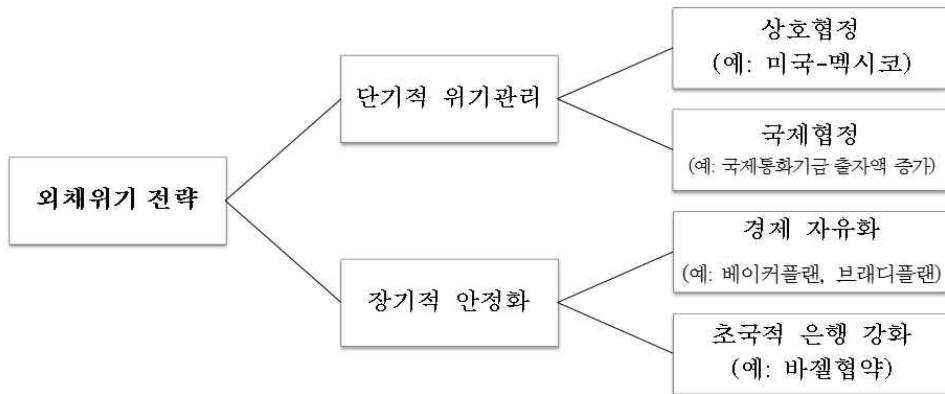 외채위기 전략
단기적 위기관리
상호협정
(예: 미국-멕시코)
국제협정
(예: 국제통화기금 출자액 증가)
장기적 안정화
경제 자유화
(예: 베이커플랜, 브래디플랜)
초국적 은행 강화
(예: 바젤협약)